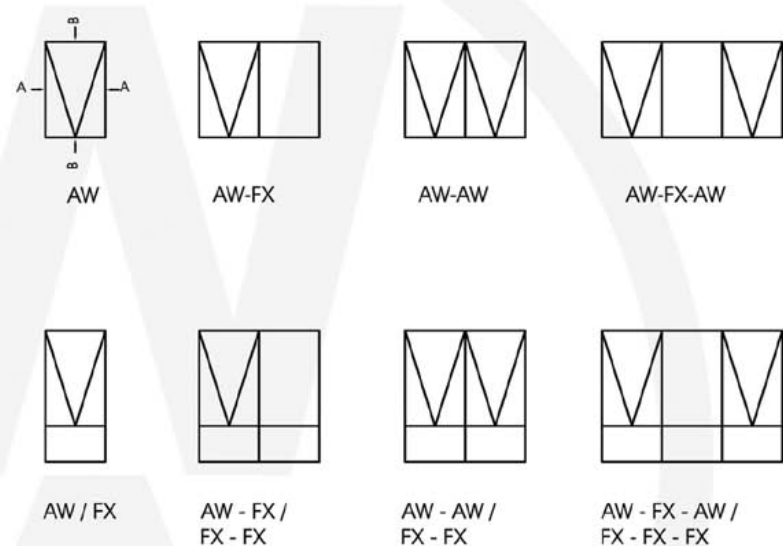 B
A A
B
AW AW-FX AW-AW AW-FX-AW
AW / FX AW - FX / AW - AW / AW - FX - AW /
FX - FX FX - FX FX - FX - FX